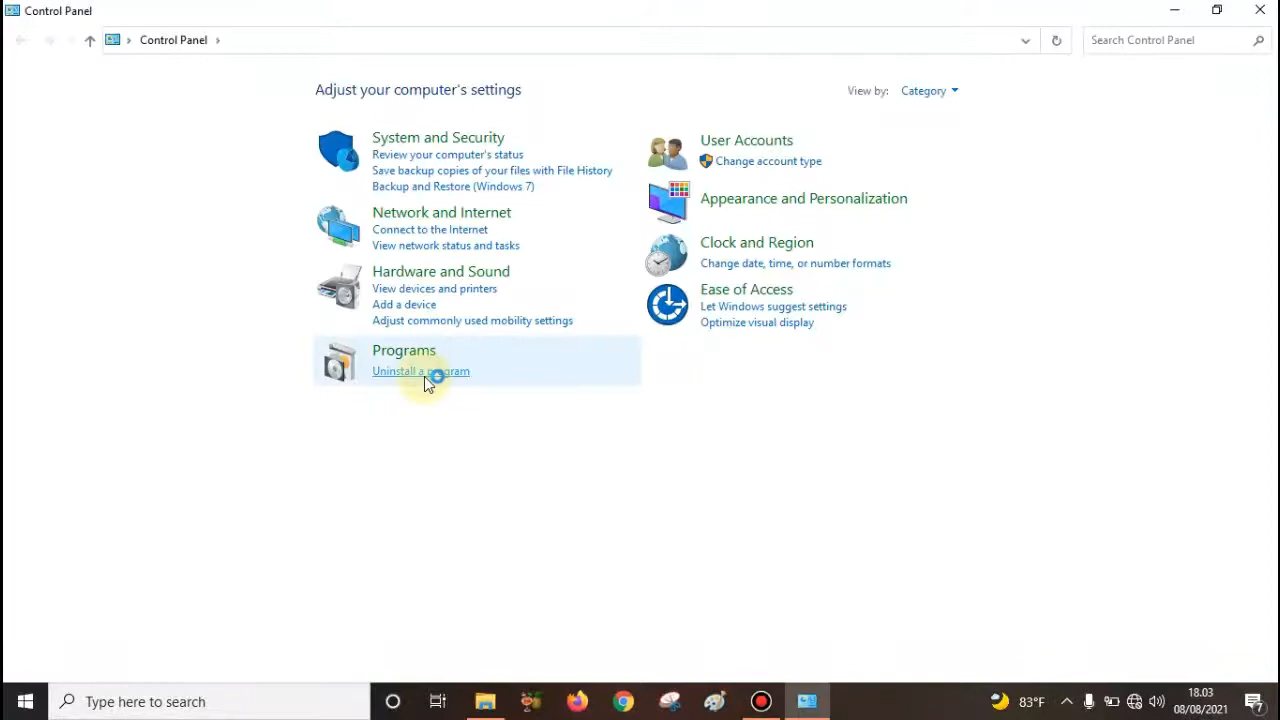 Control Panel
Control Panel
Search Control Panel
Adjust your computer's settings
View by: Category
System and Security
Review your computer's status
Save backup copies of your files with File History
Backup and Restore (Windows 7)
Network and Internet
Connect to the Internet
View network status and tasks
Hardware and Sound
View devices and printers
Add a device
Adjust commonly used mobility settings
Programs
Uninstall a program
User Accounts
Change account type
Appearance and Personalization
Clock and Region
Change date, time, or number formats
Ease of Access
Let Windows suggest settings
Optimize visual display
Type here to search
83°F
18.03
08/08/2021
7